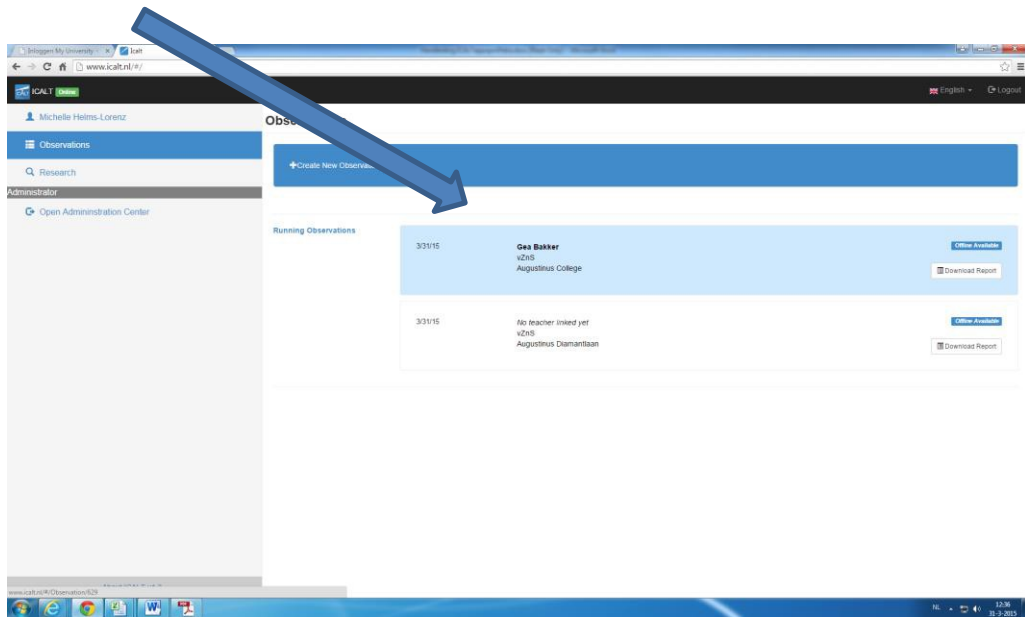 Inloggen My University
Icalt
www.icalt.nl/#/
ICALT Online
English
Logout
Michelle Helms-Lorenz
Observations
Research
Administrator
Open Admininstration Center
+Create New
Running Observations
3/31/15
Gea Bakker
vZnS
Augustinus College
Offline Available
Download Report
3/31/15
No teacher linked yet
vZnS
Augustinus Diamantlaan
Offline Available
Download Report
www.icalt.nl/#/Observation/629
NL
12:36
31-3-2015